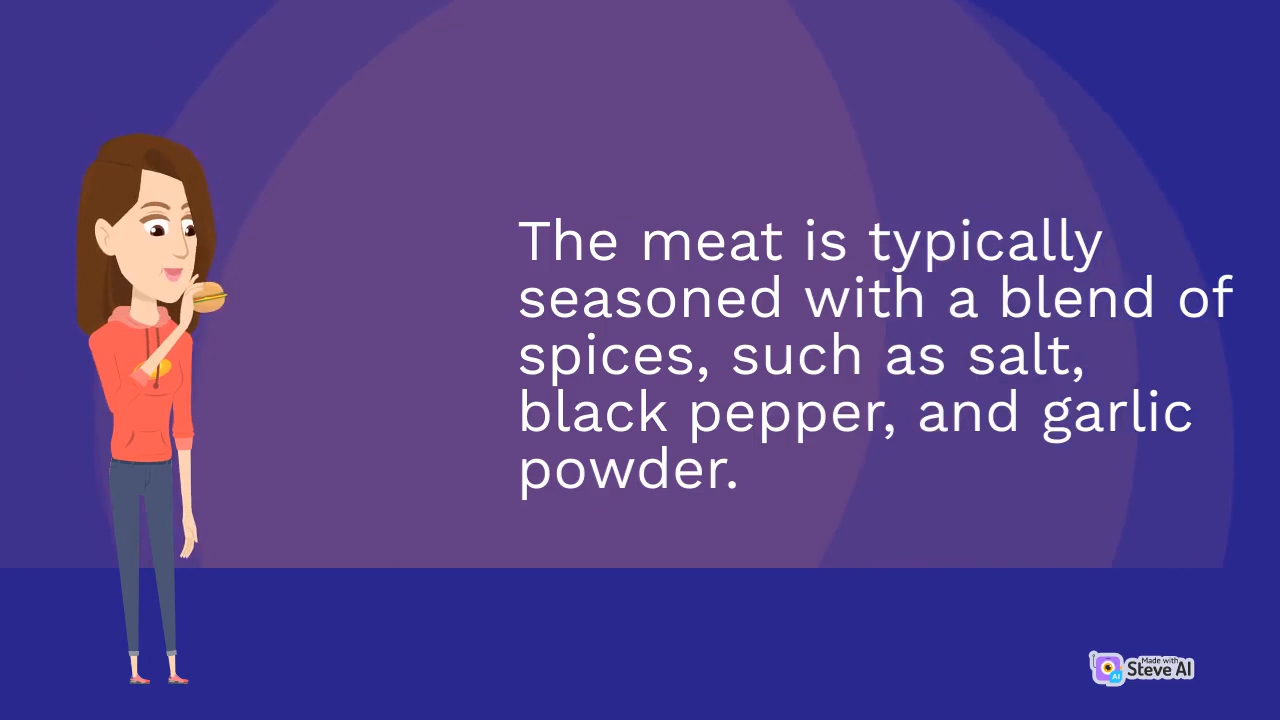 The meat is typically
seasoned with a blend of
spices, such as salt,
black pepper, and garlic
powder.
Made with
Steve AI
AI